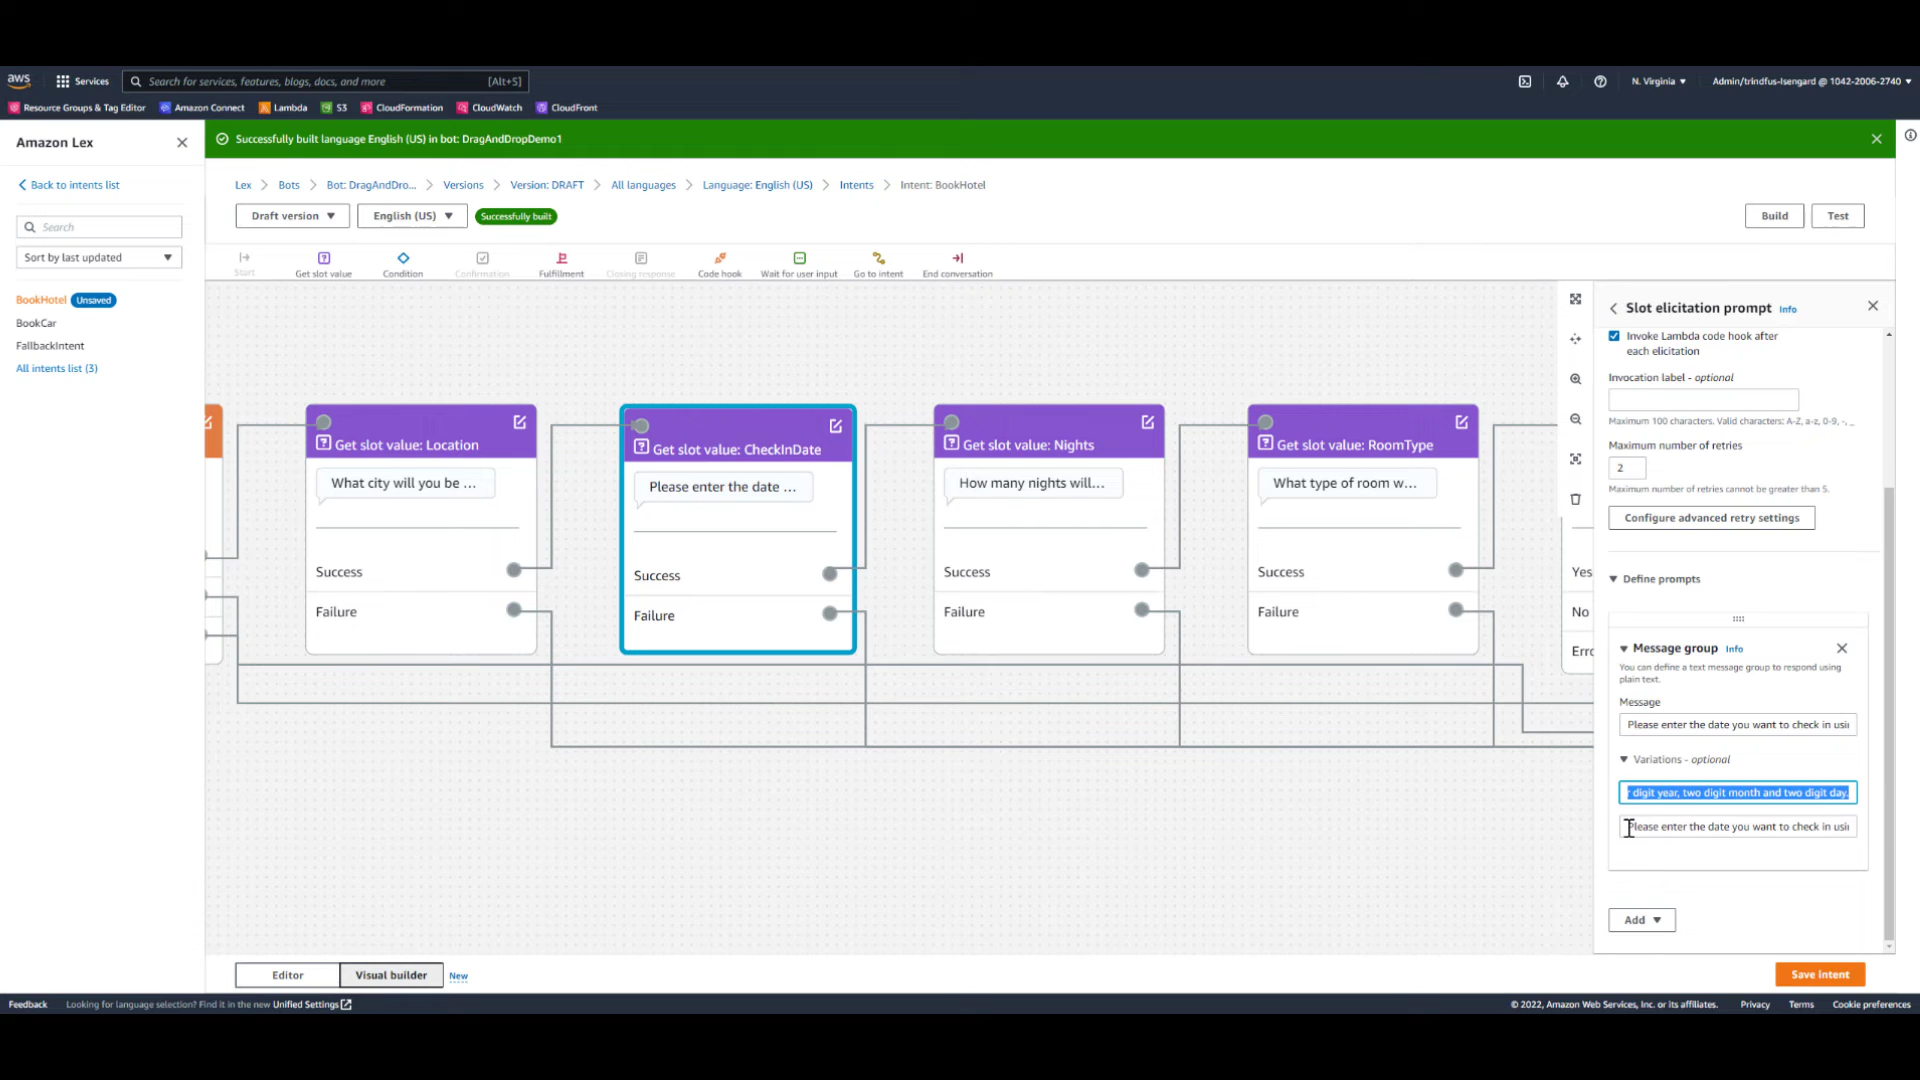 aws Services Search for services, features, blogs, docs, and more [Alt+S] N. Virginia Admin/trindfus-Isengard @ 1042-2006-2740
Resource Groups & Tag Editor Amazon Connect Lambda S3 CloudFormation CloudWatch CloudFront
Amazon Lex
Successfully built language English (US) in bot: DragAndDropDemo1
Back to intents list
Lex Bots Bot: DragAndDro... Versions Version: DRAFT All languages Language: English (US) Intents Intent: BookHotel
Draft version English (US) Successfully built Build Test
Search
Sort by last updated
Start Get slot value Condition Confirmation Fulfillment Closing response Code hook Wait for user input Go to intent End conversation
BookHotel Unsaved
BookCar
FallbackIntent
All intents list (3)
Get slot value: Location
What city will you be ...
Success
Failure
Get slot value: CheckInDate
Please enter the date ...
Success
Failure
Get slot value: Nights
How many nights will...
Success
Failure
Get slot value: RoomType
What type of room w...
Success
Failure
Yes
No
Erro
Slot elicitation prompt Info
Invoke Lambda code hook after
each elicitation
Invocation label - optional
Maximum 100 characters. Valid characters: A-Z, a-z, 0-9, -, _
Maximum number of retries
2
Maximum number of retries cannot be greater than 5.
Configure advanced retry settings
Define prompts
Message group Info
You can define a text message group to respond using
plain text.
Message
Please enter the date you want to check in usi
Variations - optional
r digit year, two digit month and two digit day.
Please enter the date you want to check in usi
Add
Editor Visual builder New
Save intent
Feedback Looking for language selection? Find it in the new Unified Settings © 2022, Amazon Web Services, Inc. or its affiliates. Privacy Terms Cookie preferences